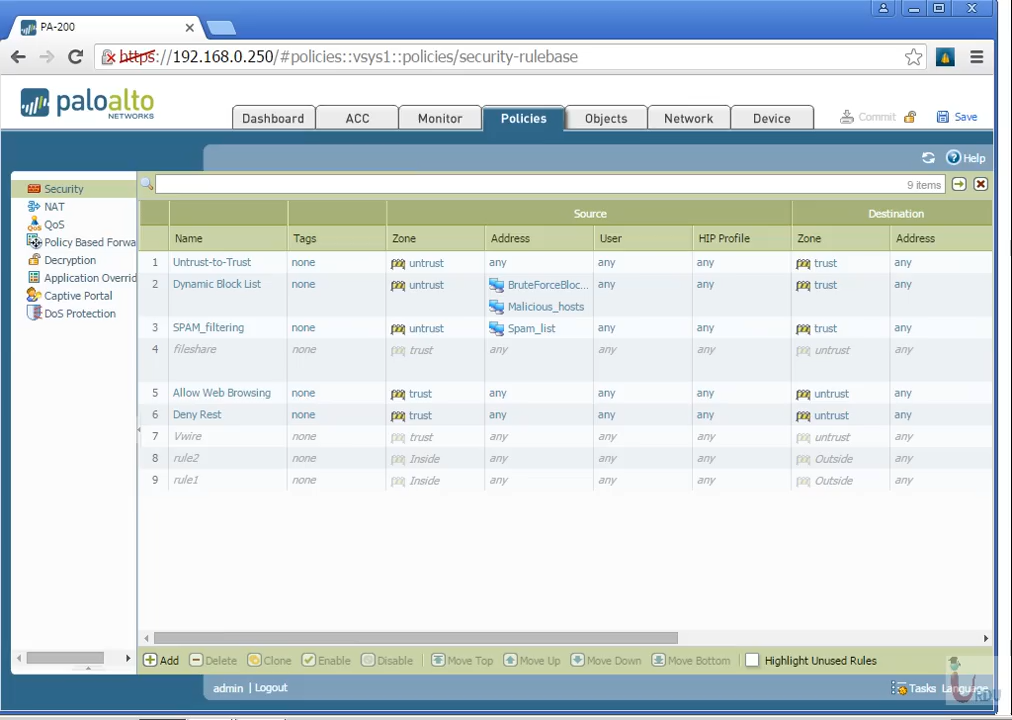 PA-200
https://192.168.0.250/#policies::vsys1::policies/security-rulebase
paloalto
NETWORKS
Dashboard ACC Monitor Policies Objects Network Device Commit Save
Help
Security
NAT
QoS
Policy Based Forwa
Decryption
Application Overrid
Captive Portal
DoS Protection
9 items
Source Destination
Name Tags Zone Address User HIP Profile Zone Address
1 Untrust-to-Trust none untrust any any any trust any
2 Dynamic Block List none untrust BruteForceBloc... any any trust any
Malicious_hosts
3 SPAM_filtering none untrust Spam_list any any trust any
4 fileshare none trust any any any untrust any
5 Allow Web Browsing none trust any any any untrust any
6 Deny Rest none trust any any any untrust any
7 Vwire none trust any any any untrust any
8 rule2 none Inside any any any Outside any
9 rule1 none Inside any any any Outside any
Add Delete Clone Enable Disable Move Top Move Up Move Down Move Bottom Highlight Unused Rules
admin | Logout
Tasks Language
URDU